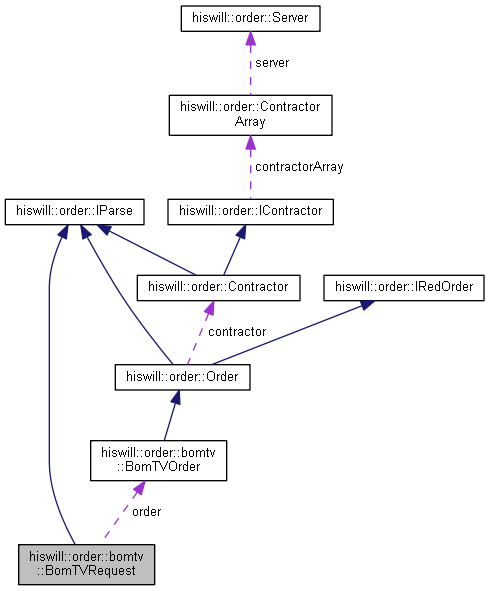 hiswill::order::Server
server
hiswill::order::Contractor
Array
contractorArray
hiswill::order::IParse
hiswill::order::IContractor
hiswill::order::Contractor
hiswill::order::IRedOrder
contractor
hiswill::order::Order
hiswill::order::bomtv
::BomTVOrder
order
hiswill::order::bomtv
::BomTVRequest